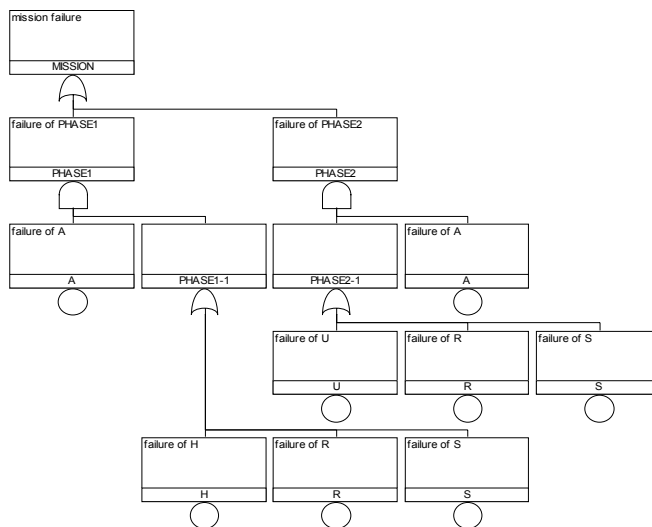 mission failure
MISSION
failure of PHASE1
PHASE1
failure of PHASE2
PHASE2
failure of A
A
PHASE1-1
PHASE2-1
failure of A
A
failure of U
U
failure of R
R
failure of S
S
failure of H
H
failure of R
R
failure of S
S